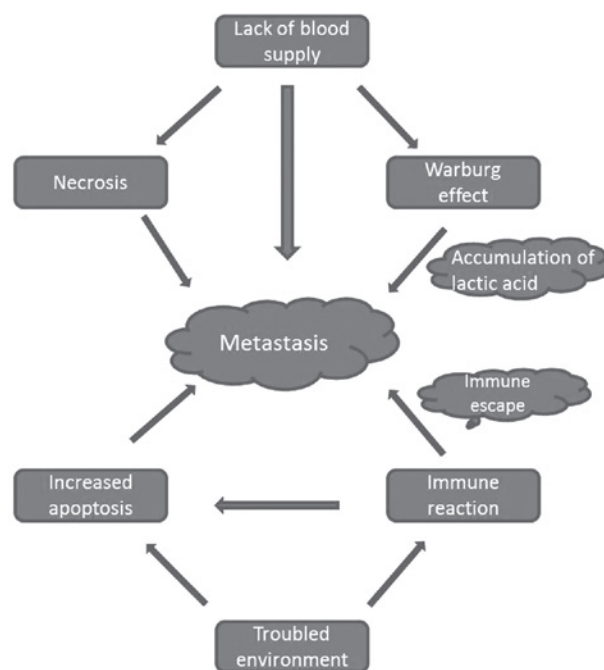 Lack of blood
supply
Necrosis
Warburg
effect
Accumulation of
lactic acid
Metastasis
Immune
escape
Increased
apoptosis
Immune
reaction
Troubled
environment